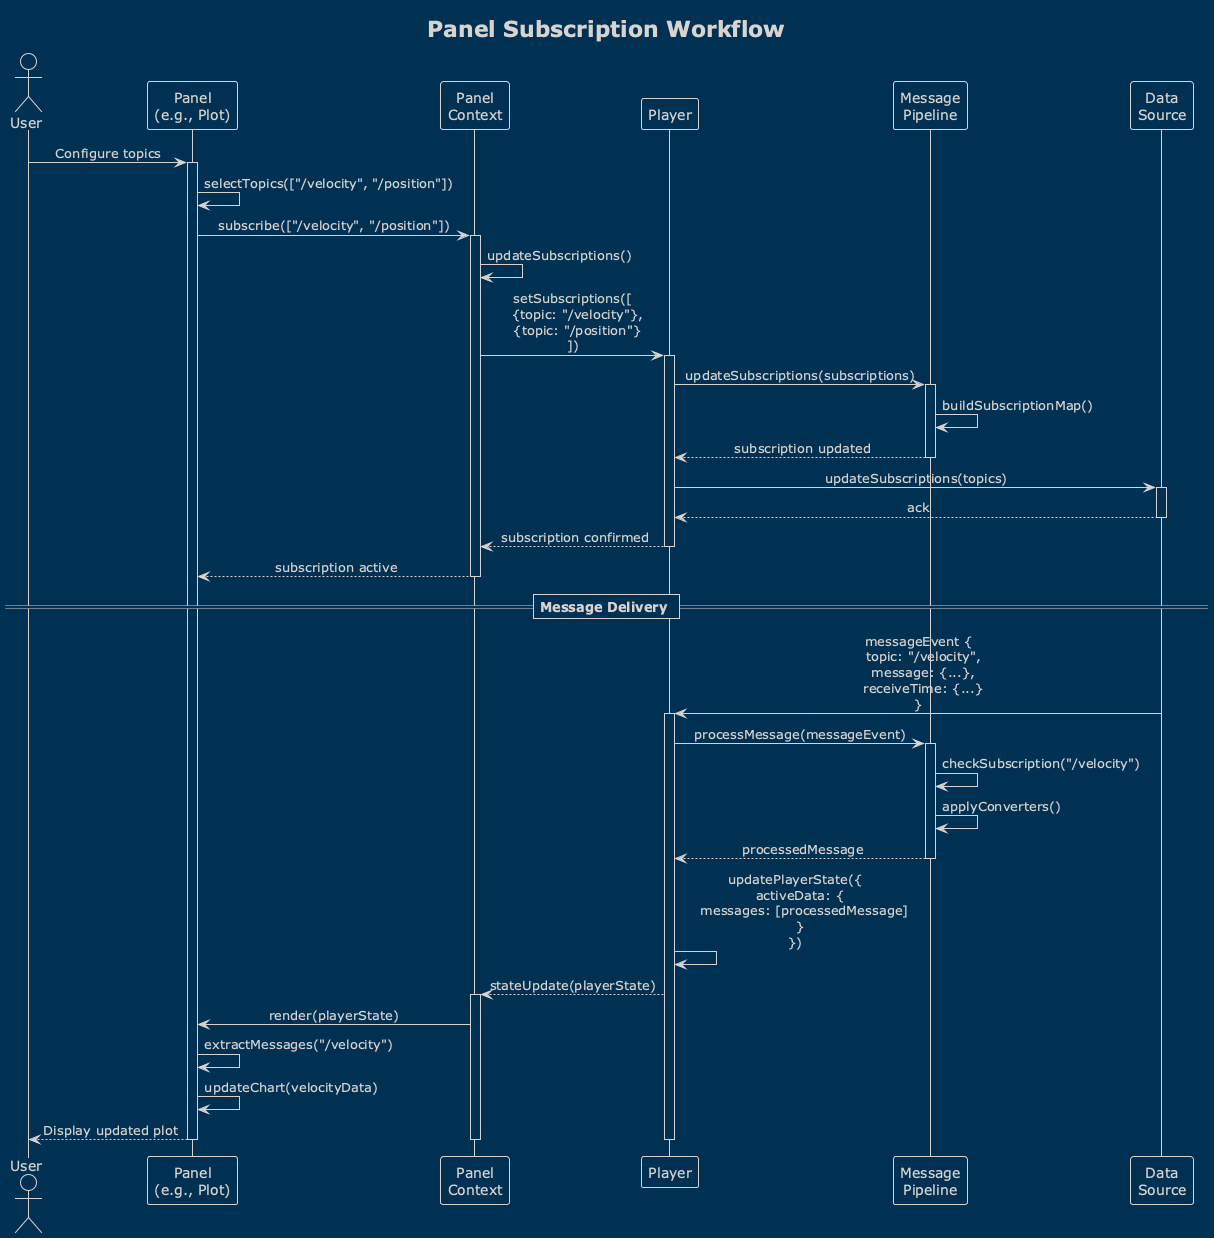 Panel Subscription Workflow
User
Panel
(e.g., Plot)
Panel
Context
Player
Message
Pipeline
Data
Source
Configure topics
selectTopics(["/velocity", "/position"])
subscribe(["/velocity", "/position"])
updateSubscriptions()
setSubscriptions([
{topic: "/velocity"},
{topic: "/position"}
])
updateSubscriptions(subscriptions)
buildSubscriptionMap()
subscription updated
updateSubscriptions(topics)
ack
subscription confirmed
subscription active
Message Delivery
messageEvent {
topic: "/velocity",
message: {...},
receiveTime: {...}
}
processMessage(messageEvent)
checkSubscription("/velocity")
applyConverters()
processedMessage
updatePlayerState({
activeData: {
messages: [processedMessage]
}
})
stateUpdate(playerState)
render(playerState)
extractMessages("/velocity")
updateChart(velocityData)
Display updated plot
User
Panel
(e.g., Plot)
Panel
Context
Player
Message
Pipeline
Data
Source